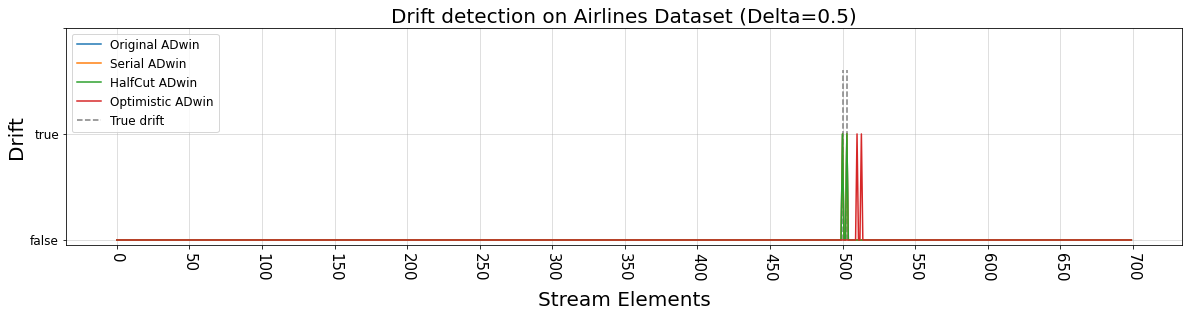 Drift detection on Airlines Dataset (Delta=0.5)
Original ADwin
Serial ADwin
HalfCut ADwin
Optimistic ADwin
True drift
Drift
true
false
0 50 100 150 200 250 300 350 400 450 500 550 600 650 700
Stream Elements